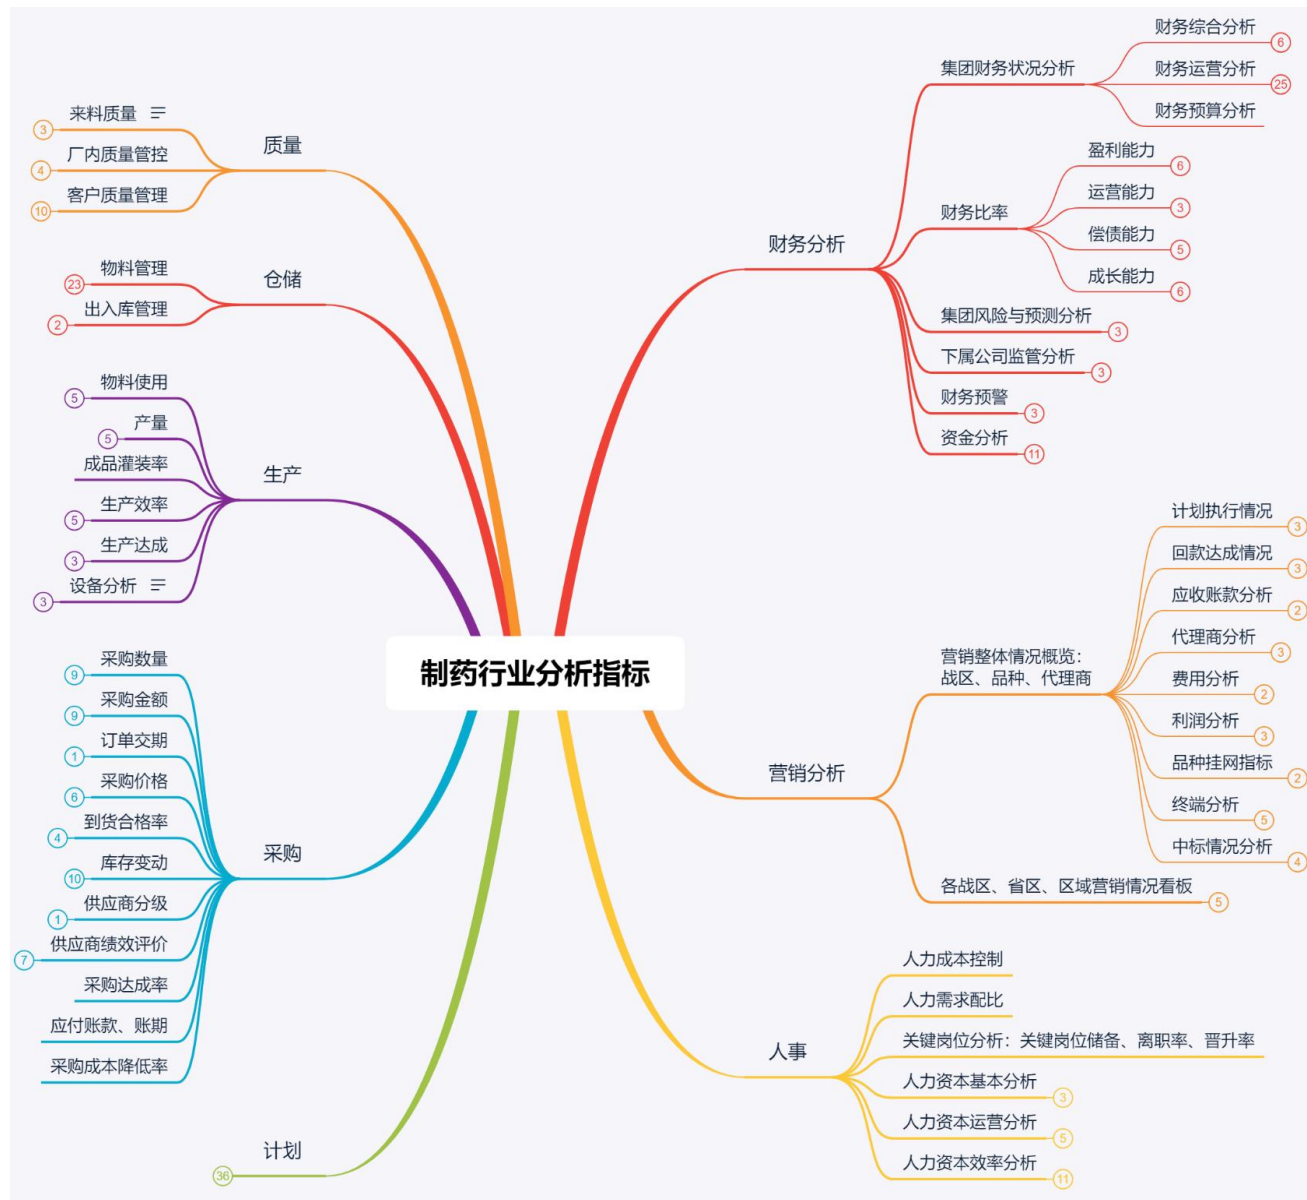 制药行业分析指标
财务分析
集团财务状况分析
财务综合分析
6
财务运营分析
25
财务预算分析
财务比率
盈利能力
6
运营能力
3
偿债能力
5
成长能力
6
集团风险与预测分析
3
下属公司监管分析
3
财务预警
3
资金分析
11
营销分析
营销整体情况概览：
战区、品种、代理商
计划执行情况
3
回款达成情况
3
应收账款分析
2
代理商分析
3
费用分析
2
利润分析
3
品种挂网指标
2
终端分析
5
中标情况分析
4
各战区、省区、区域营销情况看板
5
人事
人力成本控制
人力需求配比
关键岗位分析：关键岗位储备、离职率、晋升率
人力资本基本分析
3
人力资本运营分析
5
人力资本效率分析
11
质量
来料质量
3
厂内质量管控
4
客户质量管理
10
仓储
物料管理
23
出入库管理
2
生产
物料使用
5
产量
5
成品灌装率
生产效率
5
生产达成
3
设备分析
3
采购
采购数量
9
采购金额
9
订单交期
1
采购价格
6
到货合格率
4
库存变动
10
供应商分级
1
供应商绩效评价
7
采购达成率
应付账款、账期
采购成本降低率
计划
36